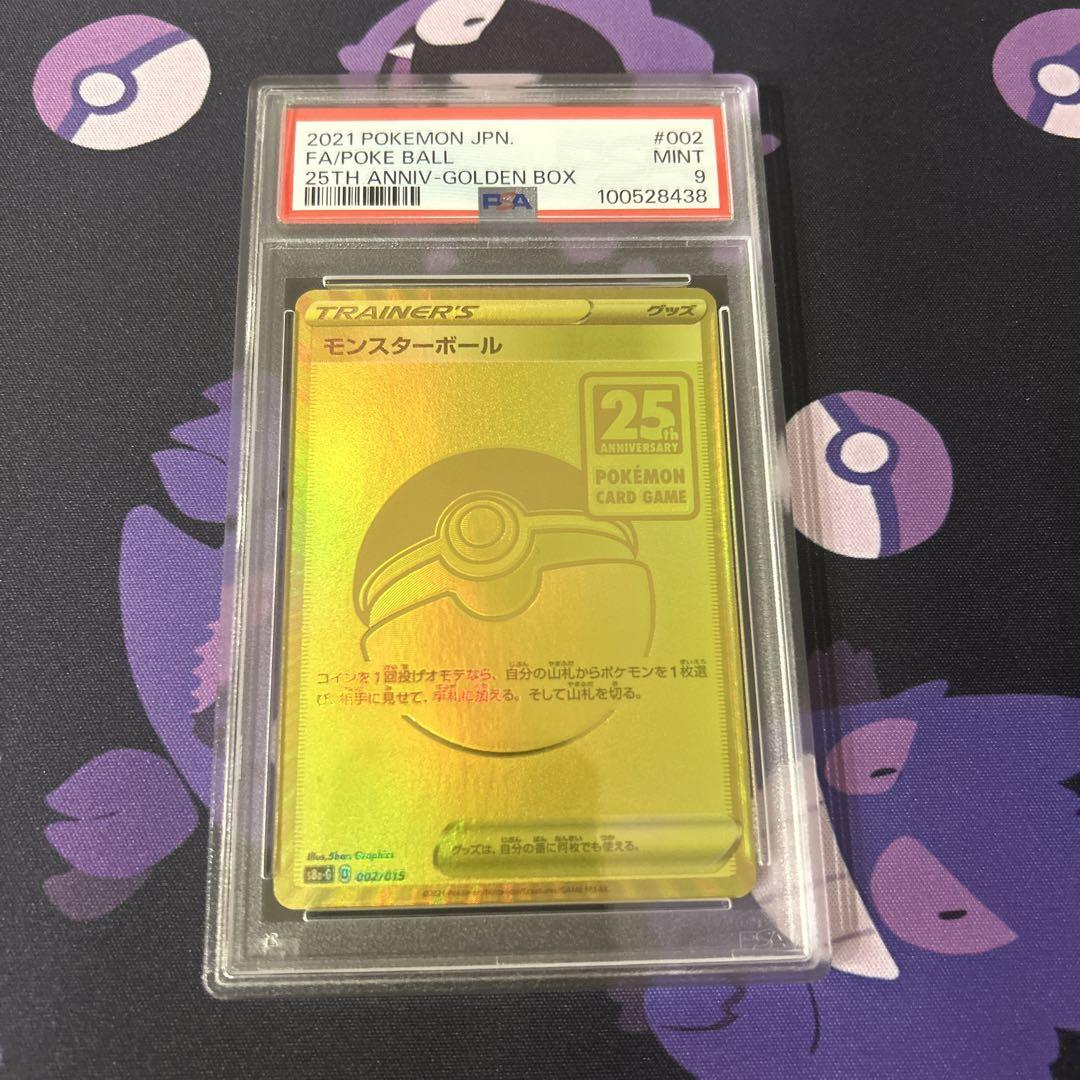 2021 POKEMON JPN. #002
FA/POKE BALL MINT
25TH ANNIV-GOLDEN BOX 9
PSA 100528438
TRAINER'S グッズ
モンスターボール
25th
ANNIVERSARY
POKÉMON
CARD GAME
コインを1回投げオモテなら、自分の山札からポケモンを1枚選
び、相手に見せて、手札に加える。そして山札を切る。
グッズは、自分の番に何枚でも使える。
Illus.
s8a-G 002/015